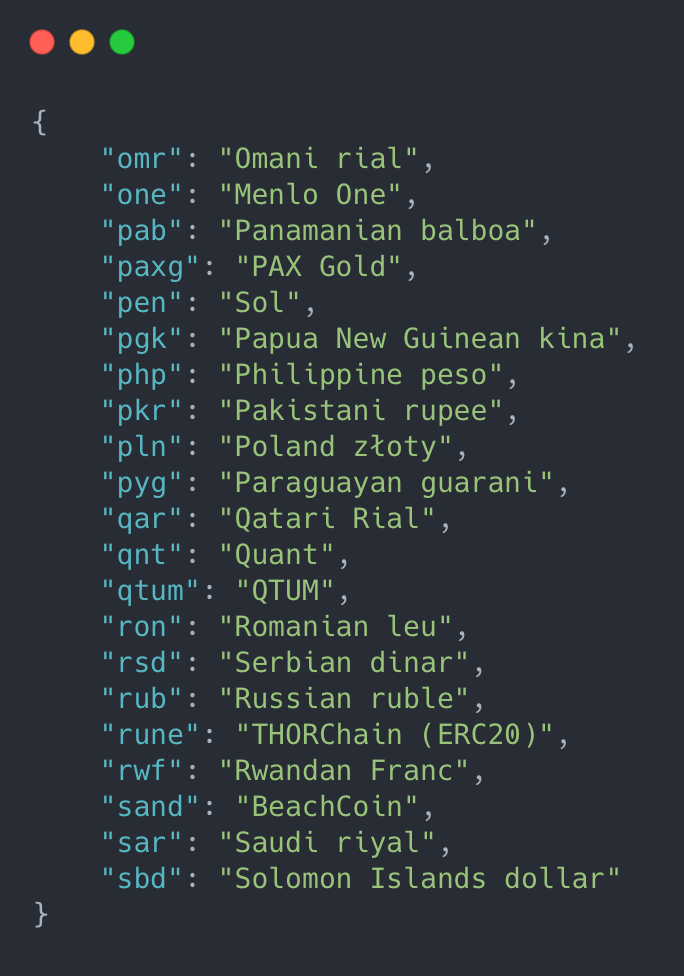 {
    "omr": "Omani rial",
    "one": "Menlo One",
    "pab": "Panamanian balboa",
    "paxg": "PAX Gold",
    "pen": "Sol",
    "pgk": "Papua New Guinean kina",
    "php": "Philippine peso",
    "pkr": "Pakistani rupee",
    "pln": "Poland złoty",
    "pyg": "Paraguayan guarani",
    "qar": "Qatari Rial",
    "qnt": "Quant",
    "qtum": "QTUM",
    "ron": "Romanian leu",
    "rsd": "Serbian dinar",
    "rub": "Russian ruble",
    "rune": "THORChain (ERC20)",
    "rwf": "Rwandan Franc",
    "sand": "BeachCoin",
    "sar": "Saudi riyal",
    "sbd": "Solomon Islands dollar"
}